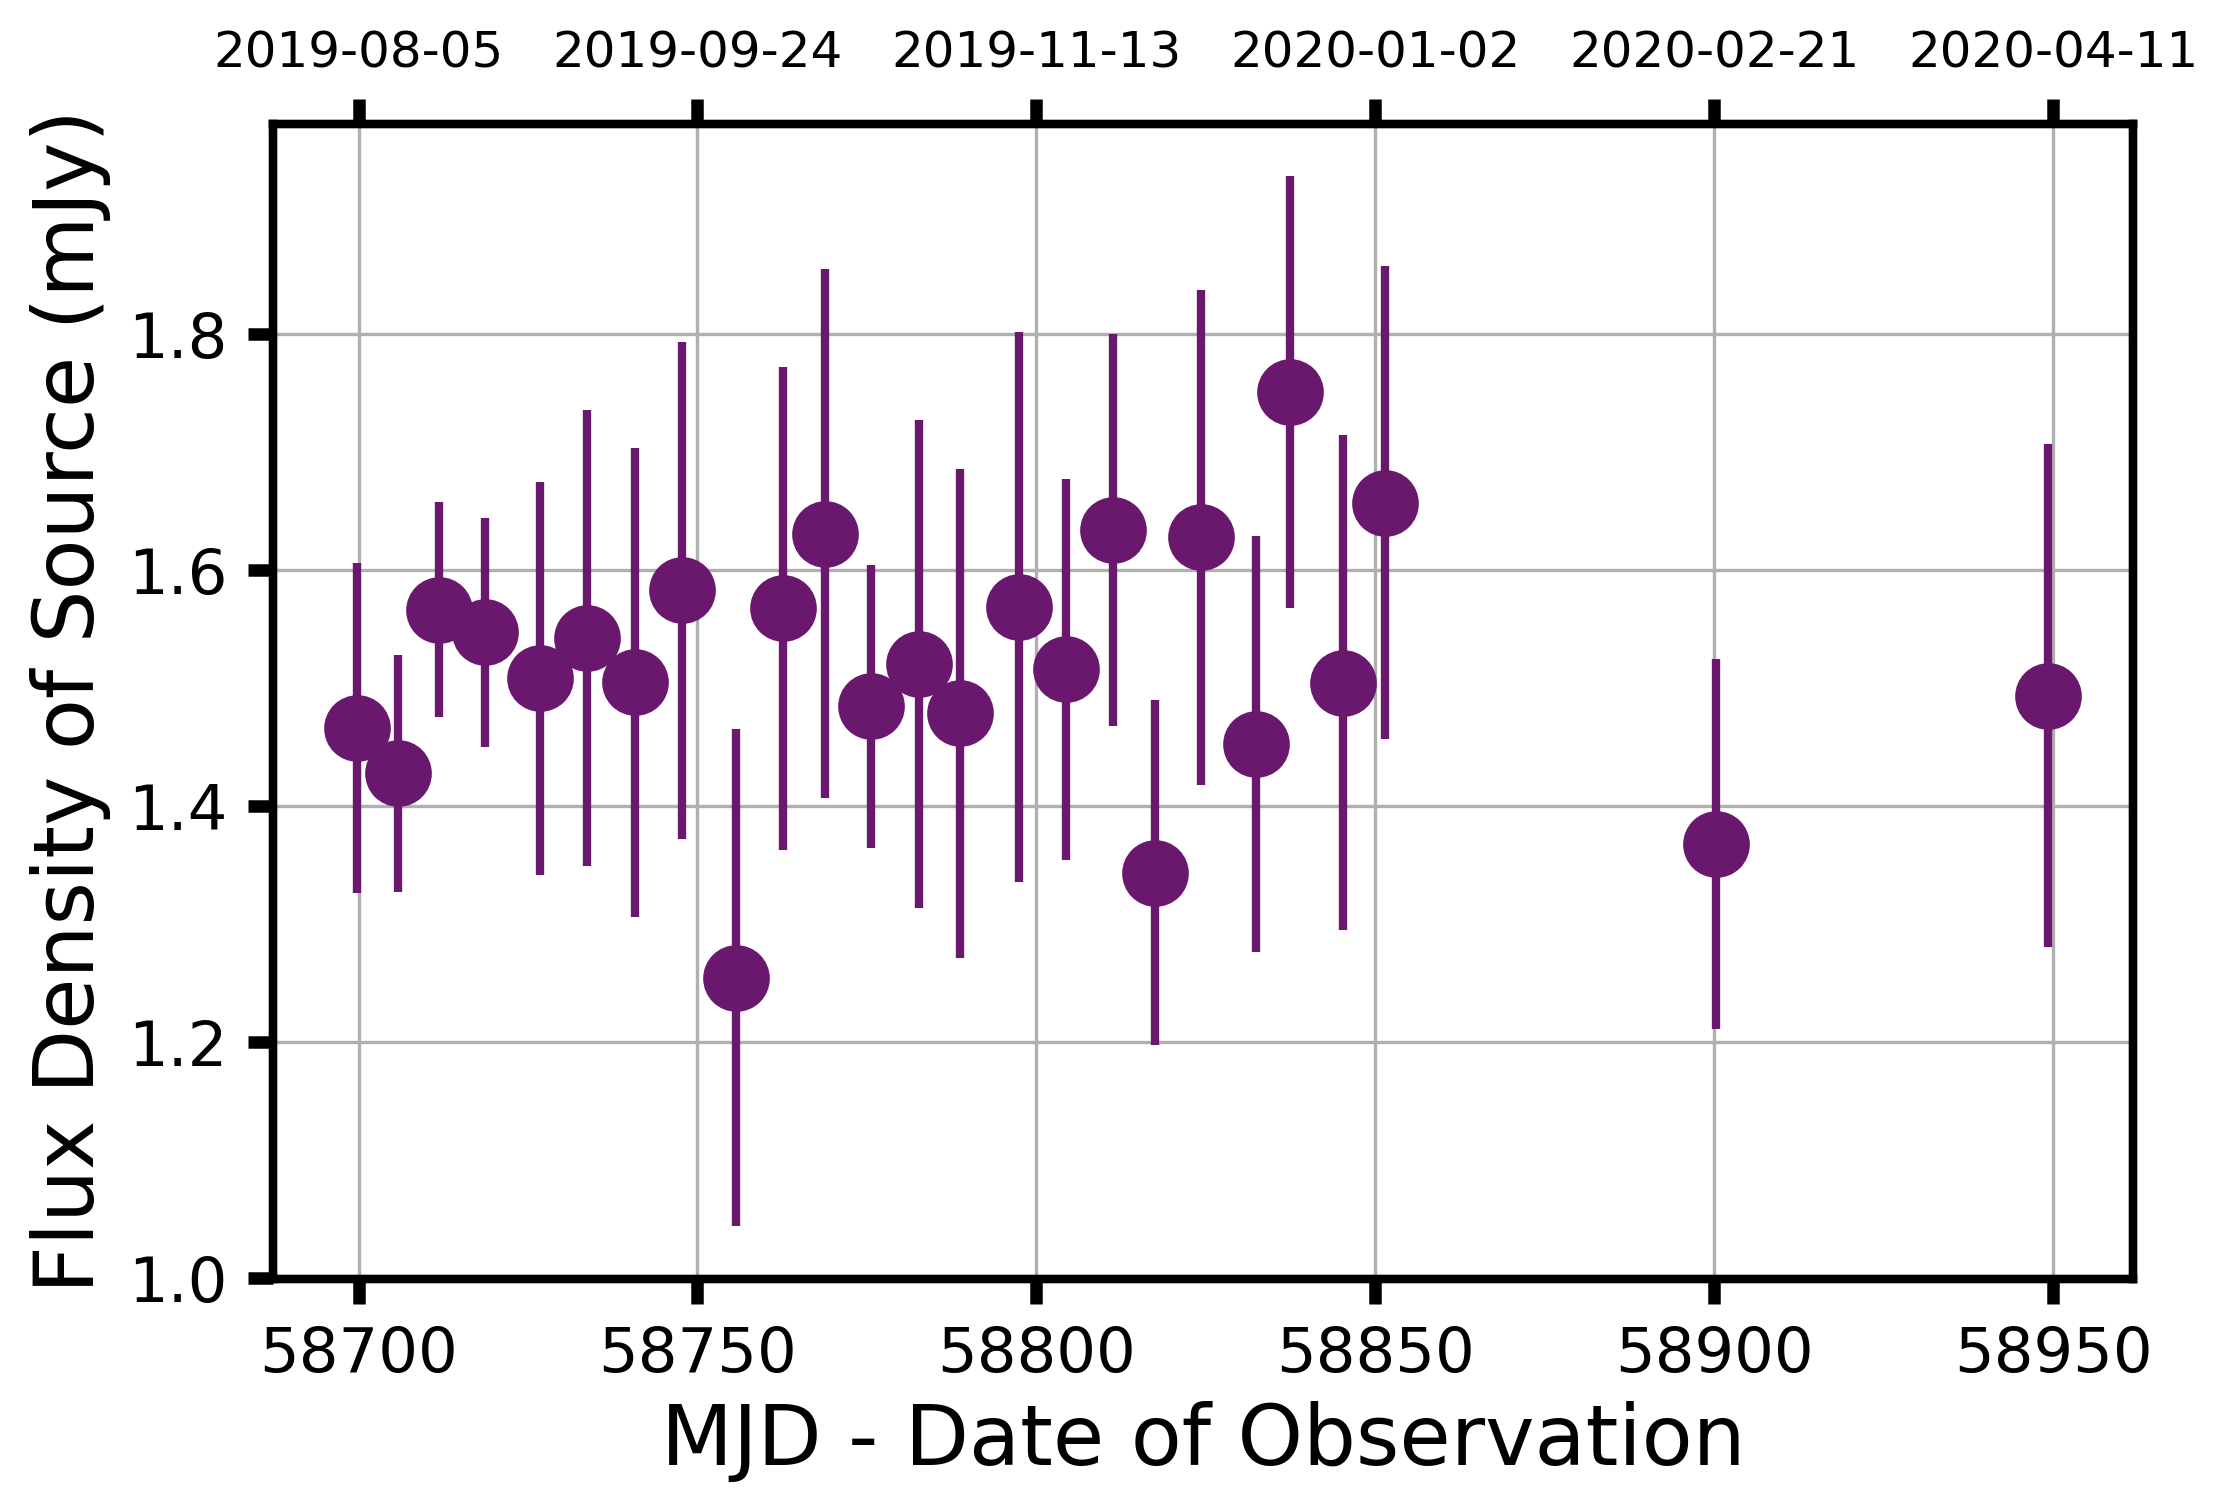 2019-08-05 2019-09-24 2019-11-13 2020-01-02 2020-02-21 2020-04-11
Flux Density of Source (mJy)
1.8
1.6
1.4
1.2
1.0
58700 58750 58800 58850 58900 58950
MJD - Date of Observation